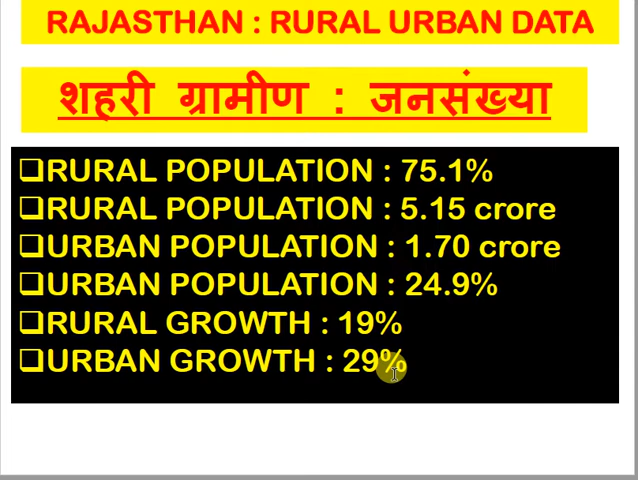 RAJASTHAN : RURAL URBAN DATA
शहरी ग्रामीण : जनसंख्या
❑RURAL POPULATION : 75.1%
❑RURAL POPULATION : 5.15 crore
❑URBAN POPULATION : 1.70 crore
❑URBAN POPULATION : 24.9%
❑RURAL GROWTH : 19%
❑URBAN GROWTH : 29%